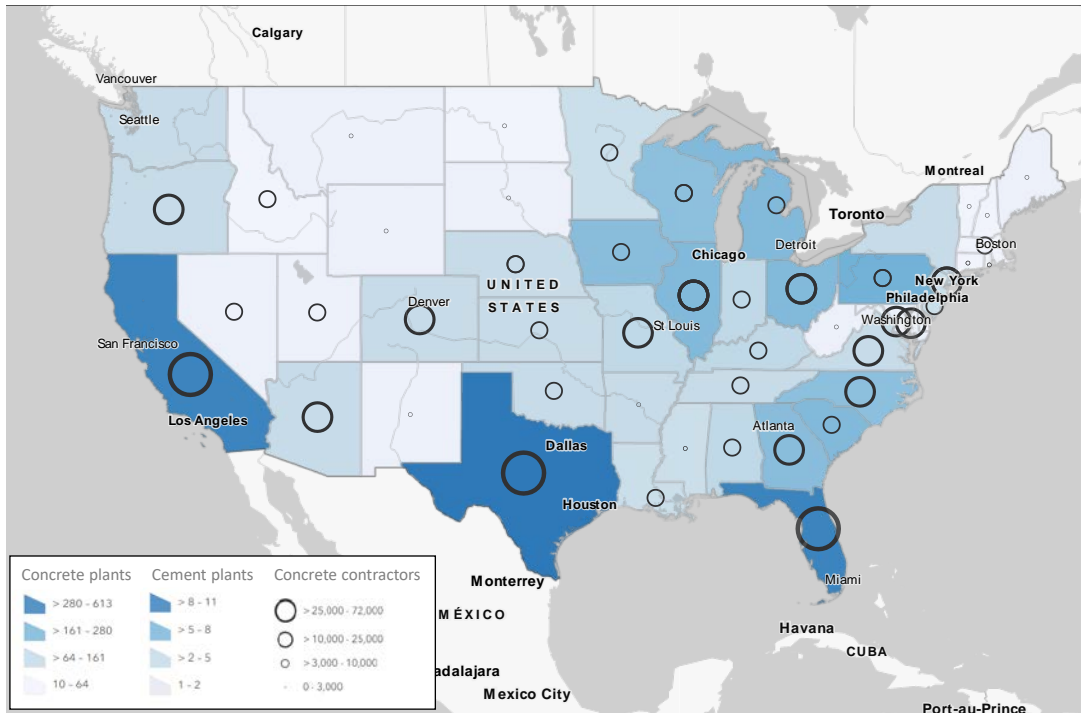 Calgary
Vancouver
Seattle
Montreal
Toronto
Boston
Detroit
Chicago
New York
Philadelphia
UNITED
STATES
Denver
St Louis
Washington
San Francisco
Los Angeles
Atlanta
Dallas
Houston
Miami
Monterrey
MÉXICO
Havana
CUBA
adalajara
Mexico City
Port-au-Prince
Concrete plants
> 280 - 613
> 161 - 280
> 64 - 161
10 - 64
Cement plants
> 8 - 11
> 5 - 8
> 2 - 5
1 - 2
Concrete contractors
> 25,000 - 72,000
> 10,000 - 25,000
> 3,000 - 10,000
0 - 3,000